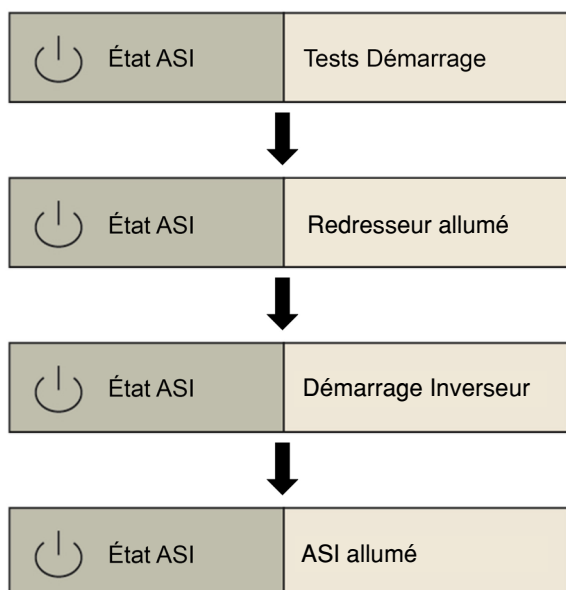 État ASI Tests Démarrage
État ASI Redresseur allumé
État ASI Démarrage Inverseur
État ASI ASI allumé